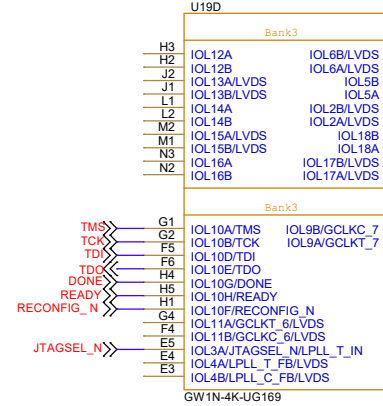 U19D
Bank3
H3 IOL12A IOL6B/LVDS
H2 IOL12B IOL6A/LVDS
J2 IOL13A/LVDS IOL5B
J1 IOL13B/LVDS IOL5A
L1 IOL14A IOL2B/LVDS
L2 IOL14B IOL2A/LVDS
M2 IOL15A/LVDS IOL18B
M1 IOL15B/LVDS IOL18A
N3 IOL16A IOL17B/LVDS
N2 IOL16B IOL17A/LVDS
Bank3
TMS G1 IOL10A/TMS IOL9B/GCLKC_7
TCK G2 IOL10B/TCK IOL9A/GCLKT_7
TDI F5 IOL10D/TDI
TDO F6 IOL10E/TDO
DONE H4 IOL10G/DONE
READY H5 IOL10H/READY
RECONFIG_N H1 IOL10F/RECONFIG_N
G4 IOL11A/GCLKT_6/LVDS
F4 IOL11B/GCLKC_6/LVDS
JTAGSEL_N E5 IOL3A/JTAGSEL_N/LPLL_T_IN
E4 IOL4A/LPLL_T_FB/LVDS
E3 IOL4B/LPLL_C_FB/LVDS
GW1N-4K-UG169